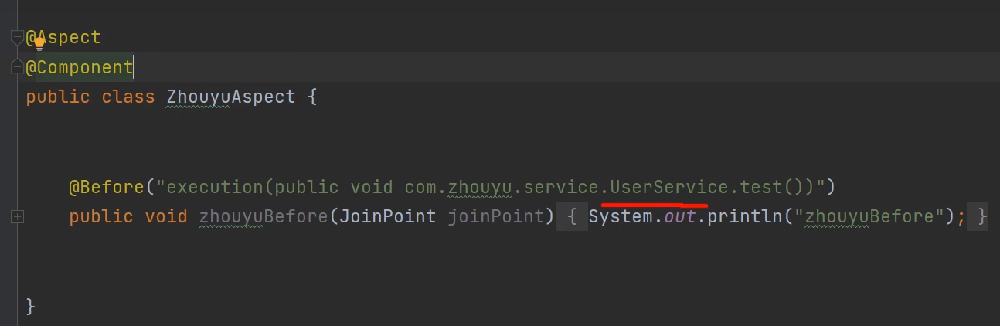 @Aspect
@Component
public class ZhouyuAspect {
@Before("execution(public void com.zhouyu.service.UserService.test())")
public void zhouyuBefore(JoinPoint joinPoint) { System.out.println("zhouyuBefore"); }
}